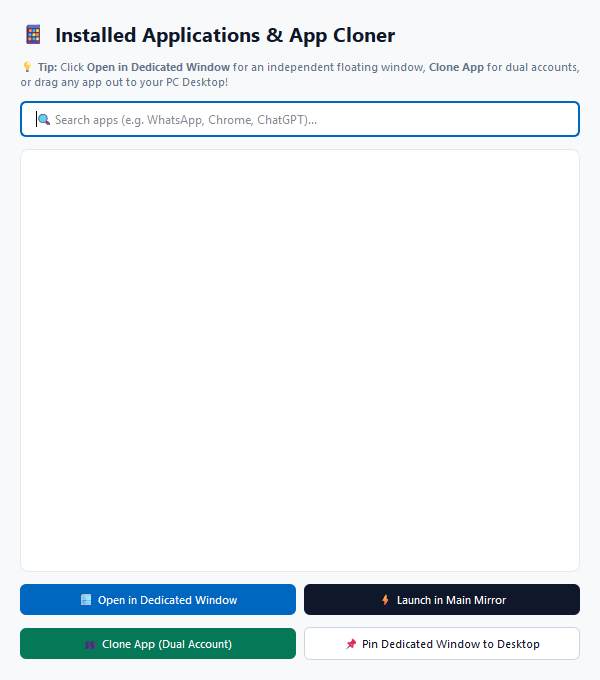 Installed Applications & App Cloner
Tip: Click Open in Dedicated Window for an independent floating window, Clone App for dual accounts,
or drag any app out to your PC Desktop!
Search apps (e.g. WhatsApp, Chrome, ChatGPT)...
Open in Dedicated Window
Launch in Main Mirror
Clone App (Dual Account)
Pin Dedicated Window to Desktop